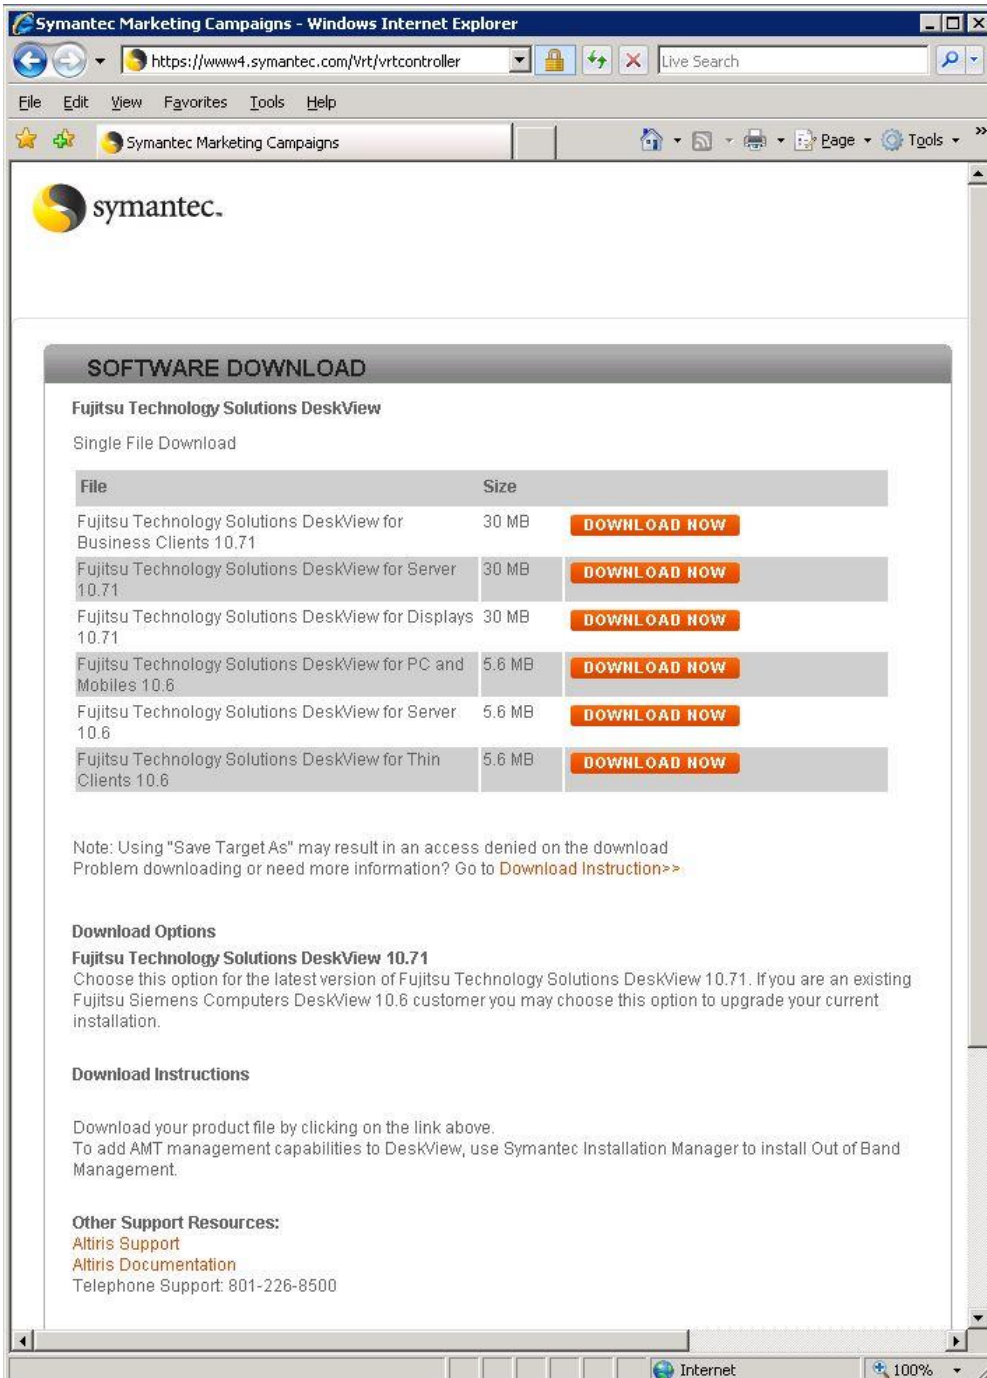 Symantec Marketing Campaigns - Windows Internet Explorer
https://www4.symantec.com/Vrt/vrtcontroller
Live Search
File Edit View Favorites Tools Help
Symantec Marketing Campaigns
Page Tools »
symantec.
SOFTWARE DOWNLOAD
Fujitsu Technology Solutions DeskView
Single File Download
File Size
Fujitsu Technology Solutions DeskView for 30 MB DOWNLOAD NOW
Business Clients 10.71
Fujitsu Technology Solutions DeskView for Server 30 MB DOWNLOAD NOW
10.71
Fujitsu Technology Solutions DeskView for Displays 30 MB DOWNLOAD NOW
10.71
Fujitsu Technology Solutions DeskView for PC and 5.6 MB DOWNLOAD NOW
Mobiles 10.6
Fujitsu Technology Solutions DeskView for Server 5.6 MB DOWNLOAD NOW
10.6
Fujitsu Technology Solutions DeskView for Thin 5.6 MB DOWNLOAD NOW
Clients 10.6
Note: Using "Save Target As" may result in an access denied on the download
Problem downloading or need more information? Go to Download Instruction>>
Download Options
Fujitsu Technology Solutions DeskView 10.71
Choose this option for the latest version of Fujitsu Technology Solutions DeskView 10.71. If you are an existing
Fujitsu Siemens Computers DeskView 10.6 customer you may choose this option to upgrade your current
installation.
Download Instructions
Download your product file by clicking on the link above.
To add AMT management capabilities to DeskView, use Symantec Installation Manager to install Out of Band
Management.
Other Support Resources:
Altiris Support
Altiris Documentation
Telephone Support: 801-226-8500
Internet 100%